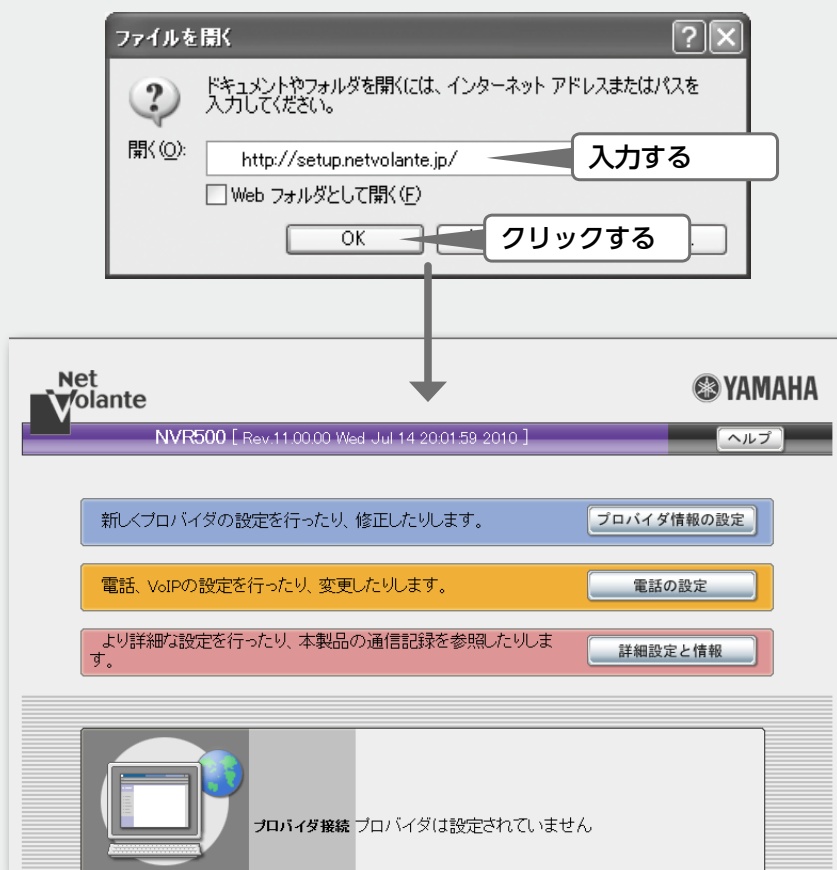 ファイルを開く
ドキュメントやフォルダを開くには、インターネット アドレスまたはパスを
入力してください。
開く(O):
http://setup.netvolante.jp/
入力する
Web フォルダとして開く(F)
OK
クリックする
Net
Volante
YAMAHA
NVR500 [ Rev.11.00.00 Wed Jul 14 20:01:59 2010 ]
ヘルプ
新しくプロバイダの設定を行ったり、修正したりします。
プロバイダ情報の設定
電話、VoIPの設定を行ったり、変更したりします。
電話の設定
より詳細な設定を行ったり、本製品の通信記録を参照したりしま
す。
詳細設定と情報
プロバイダ接続 プロバイダは設定されていません